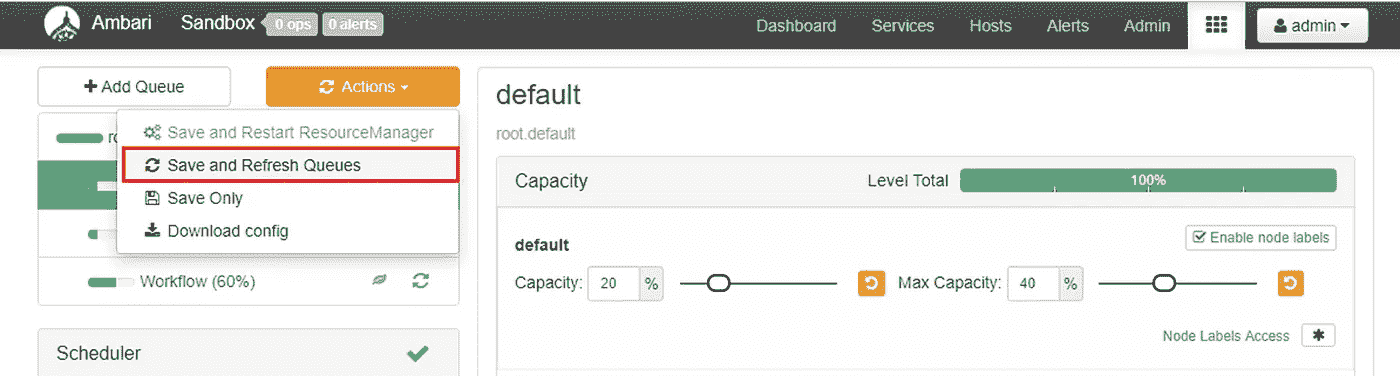 Ambari Sandbox 0 ops 0 alerts Dashboard Services Hosts Alerts Admin admin
Add Queue Actions
default
root.default
Save and Restart ResourceManager
Save and Refresh Queues
Save Only
Download config
Workflow (60%)
Scheduler
Capacity Level Total 100%
default Enable node labels
Capacity: 20 % Max Capacity: 40 %
Node Labels Access